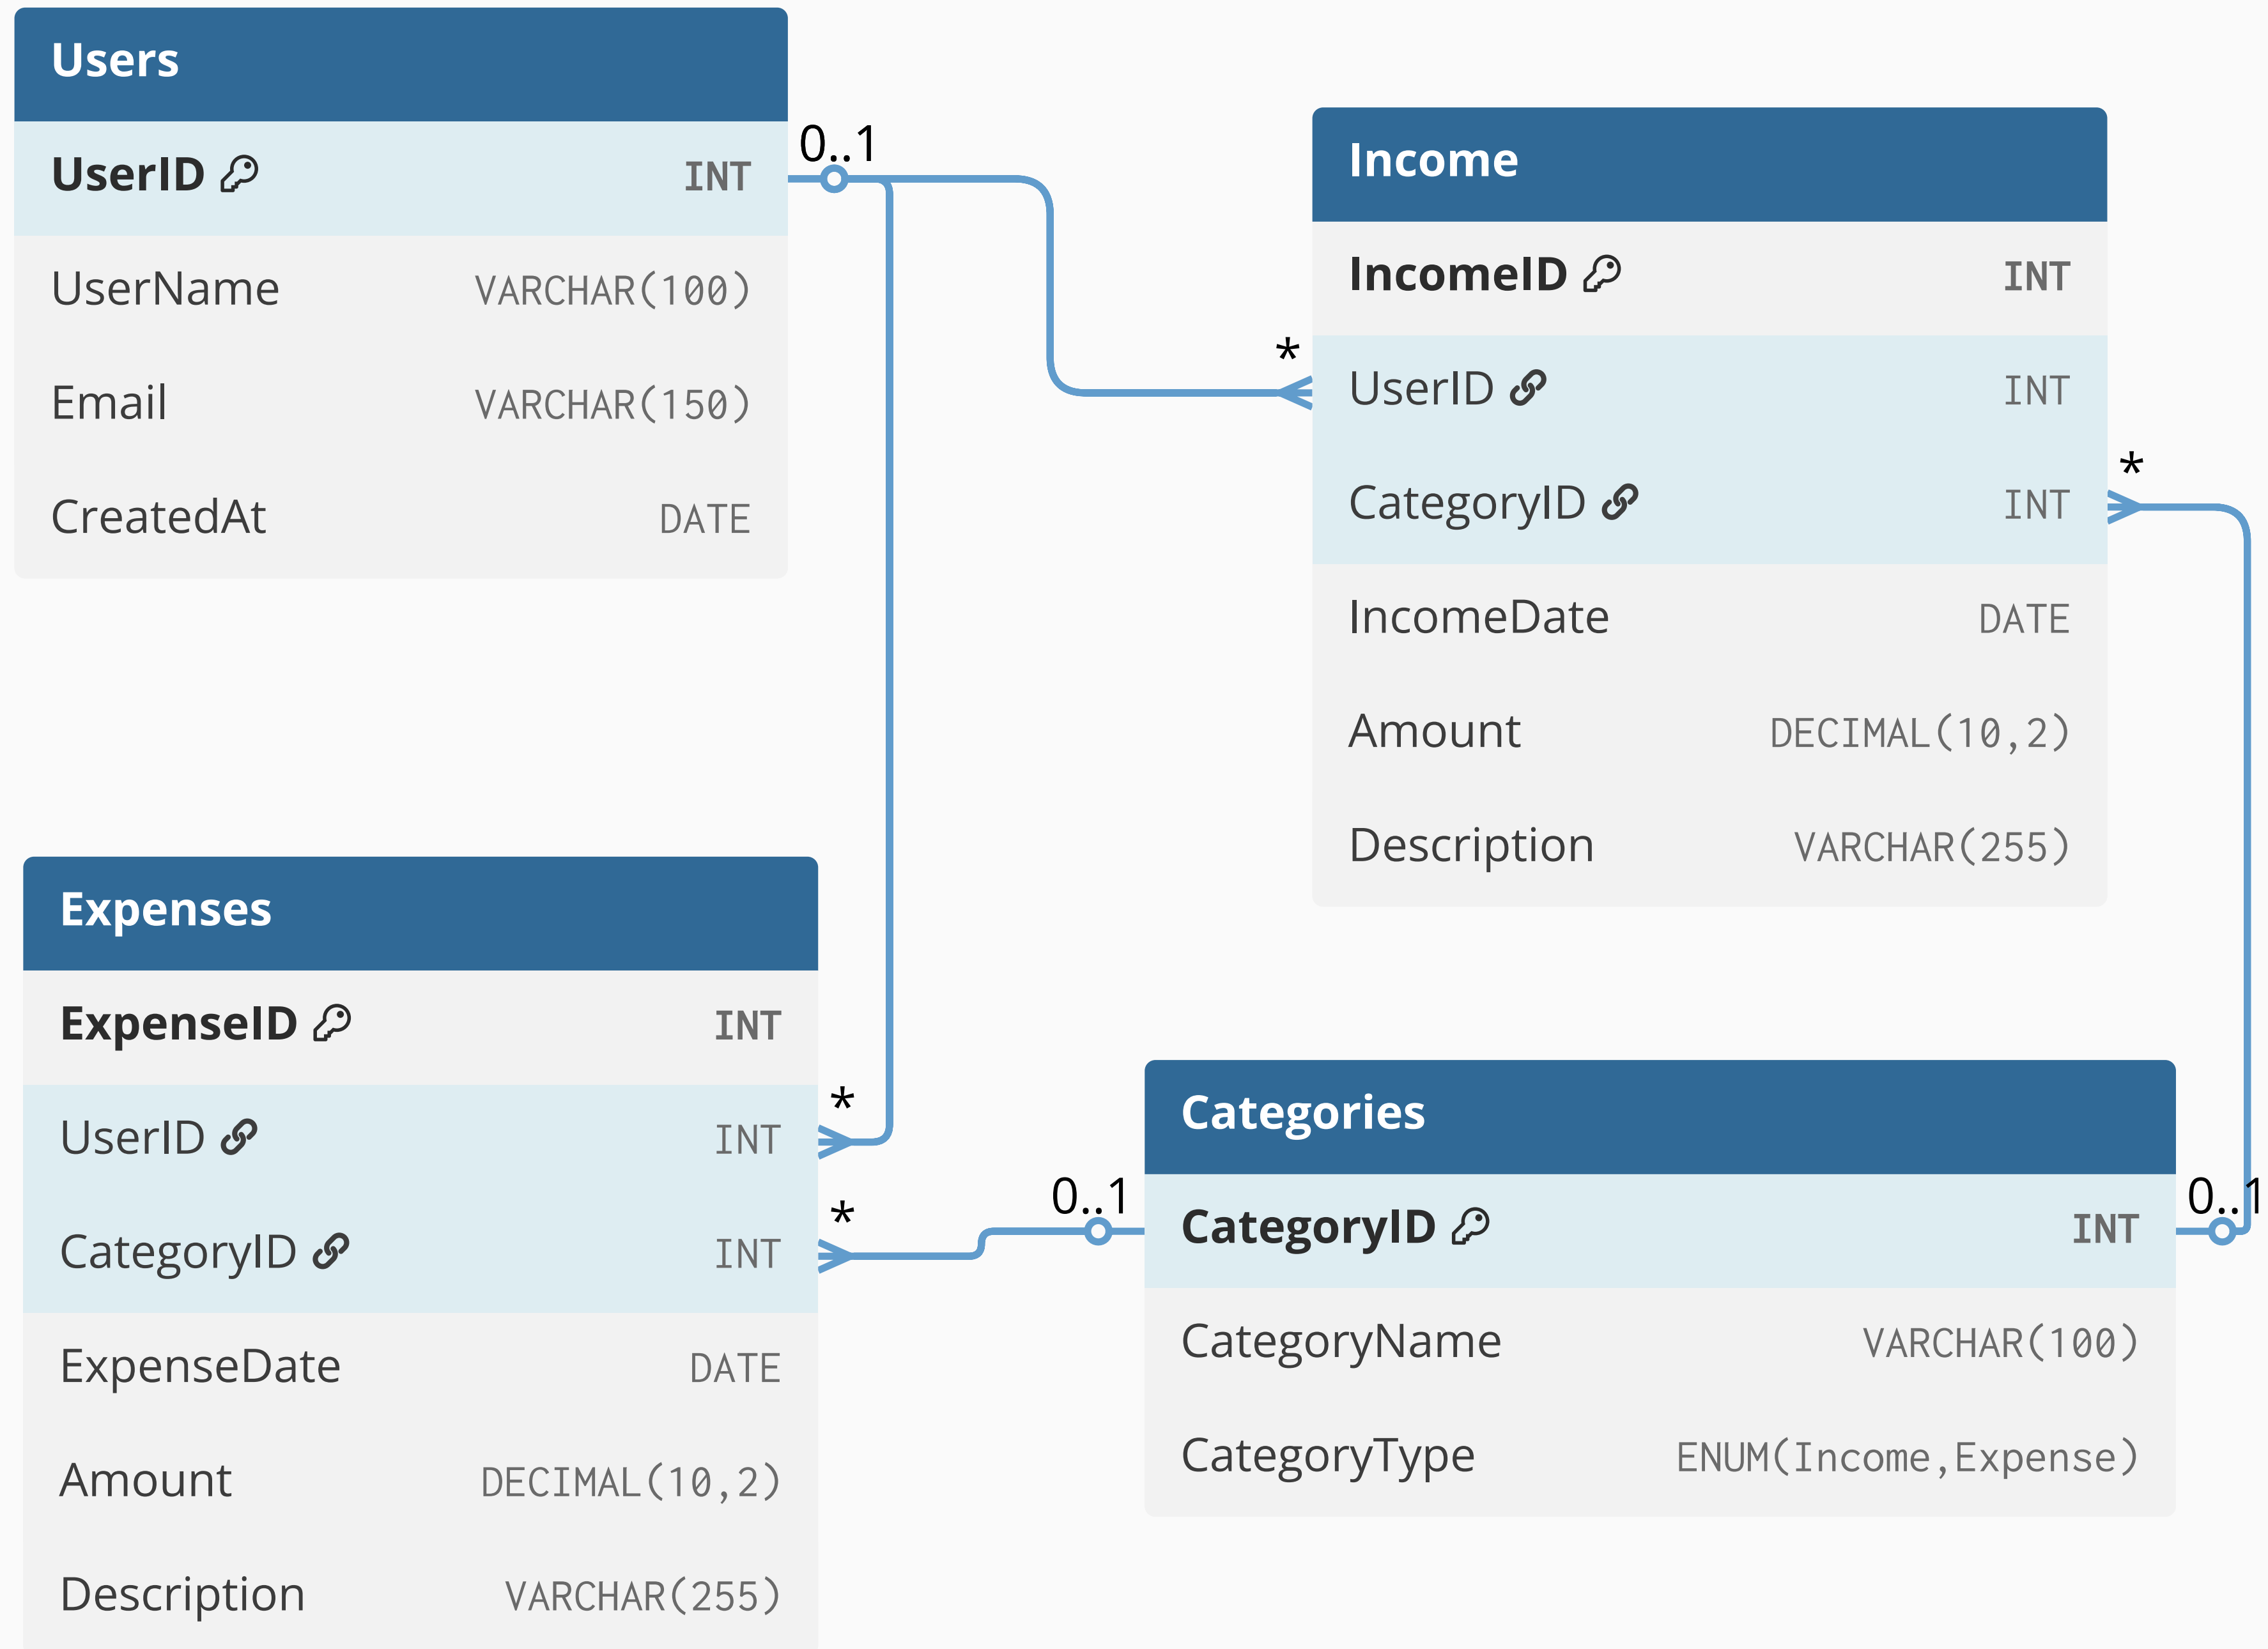 Users
UserID INT
UserName VARCHAR(100)
Email VARCHAR(150)
CreatedAt DATE
0..1
*
Income
IncomeID INT
UserID INT
CategoryID INT
IncomeDate DATE
Amount DECIMAL(10,2)
Description VARCHAR(255)
*
Expenses
ExpenseID INT
UserID INT
CategoryID INT
ExpenseDate DATE
Amount DECIMAL(10,2)
Description VARCHAR(255)
*
*
0..1
Categories
CategoryID INT
CategoryName VARCHAR(100)
CategoryType ENUM(Income,Expense)
0..1